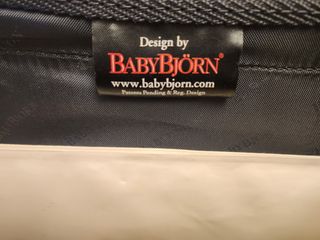 Design by
BABYBJÖRN®
www.babybjorn.com
Patents Pending & Reg. Design